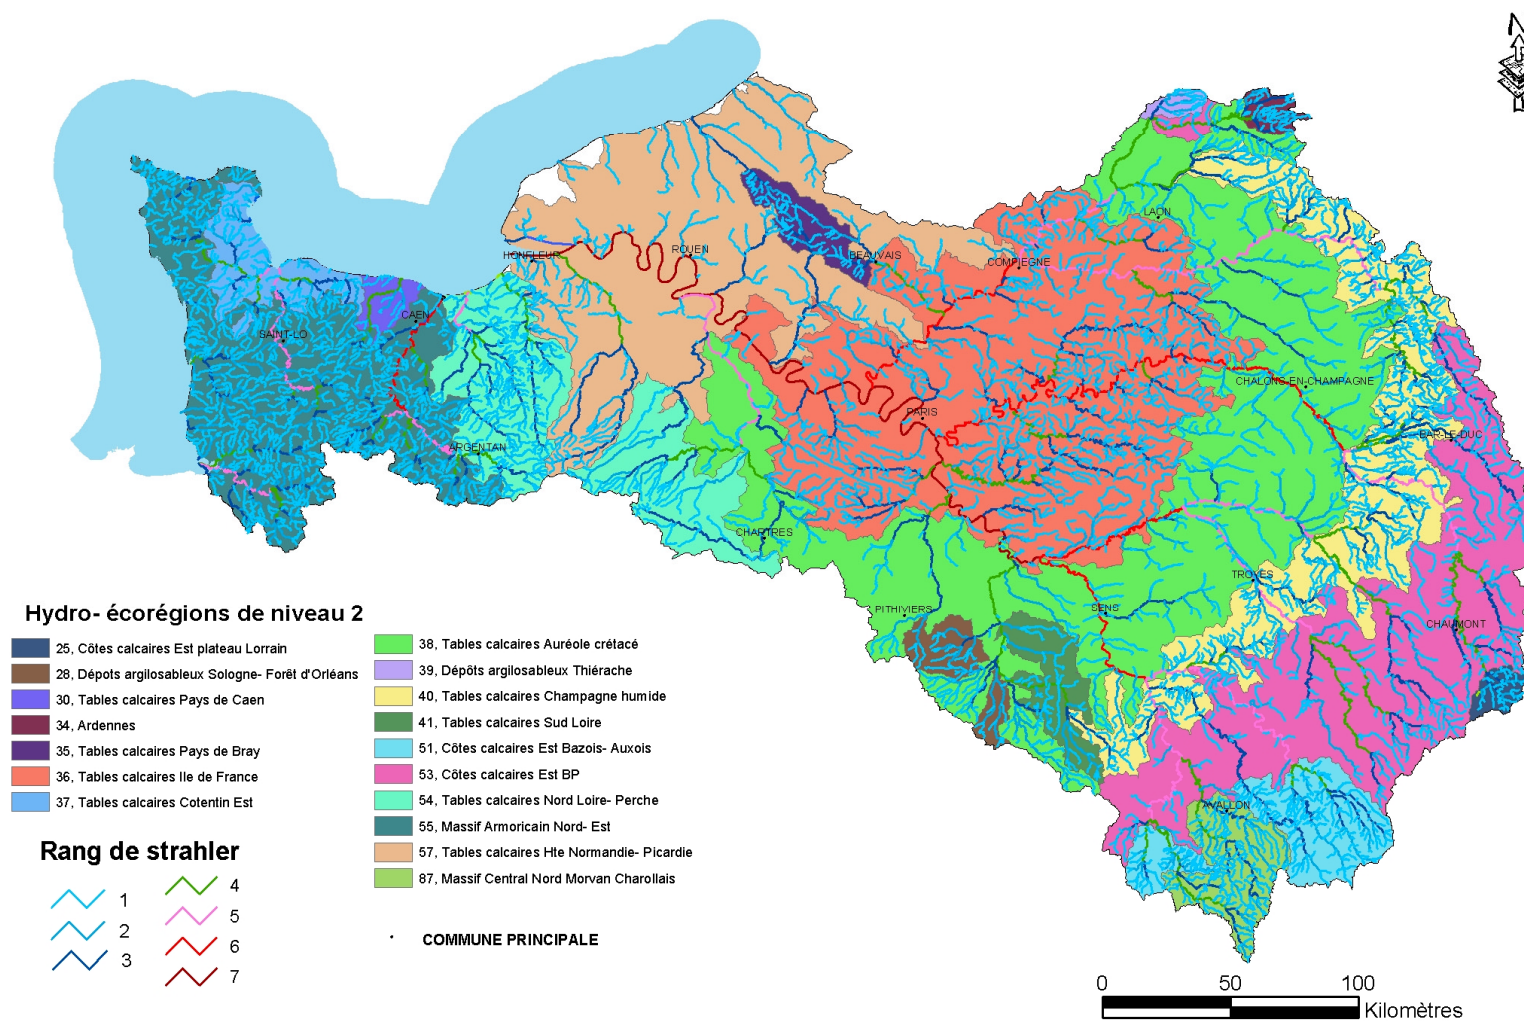 N
LAON
HONFLEUR
ROUEN
BEAUVAIS
COMPIEGNE
CAEN
SAINT-LO
CHALONS-EN-CHAMPAGNE
PARIS
BAR-LE-DUC
ARGENTAN
CHARTRES
TROYES
PITHIVIERS
SENS
CHAUMONT
AVALLON
Hydro- écorégions de niveau 2
25, Côtes calcaires Est plateau Lorrain
28, Dépots argilosableux Sologne- Forêt d'Orléans
30, Tables calcaires Pays de Caen
34, Ardennes
35, Tables calcaires Pays de Bray
36, Tables calcaires Ile de France
37, Tables calcaires Cotentin Est
38, Tables calcaires Auréole crétacé
39, Dépôts argilosableux Thiérache
40, Tables calcaires Champagne humide
41, Tables calcaires Sud Loire
51, Côtes calcaires Est Bazois- Auxois
53, Côtes calcaires Est BP
54, Tables calcaires Nord Loire- Perche
55, Massif Armoricain Nord- Est
57, Tables calcaires Hte Normandie- Picardie
87, Massif Central Nord Morvan Charollais
Rang de strahler
1
2
3
4
5
6
7
COMMUNE PRINCIPALE
0 50 100
Kilomètres